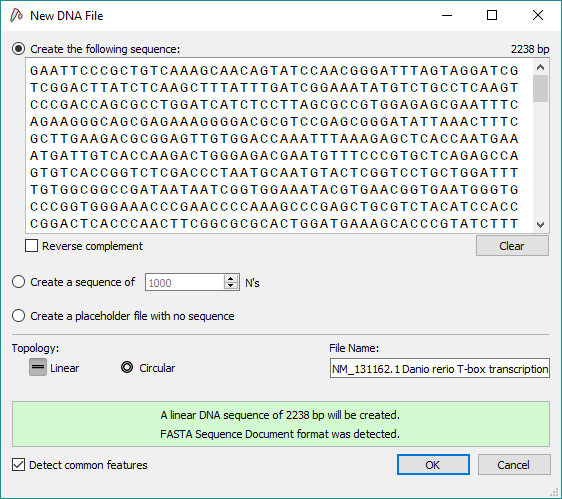 New DNA File
Create the following sequence:
2238 bp
GAATTCCCGCTGTCAAAGCAACAGTATCCAACGGGATTTAGTAGGATCG
TCGGACTTATCTCAAGCTTTATTTGATCGGAAATATGTCTGCCTCAAGT
CCCGACCAGCGCCTGGATCATCTCCTTAGCGCCGTGGAGAGCGAATTTC
AGAAGGGCAGCGAGAAAGGGGACGCGTCCGAGCGGGATATTAAACTTTC
GCTTGAAGACGCGGAGTTGTGGACCAAATTTAAAGAGCTCACCAATGAA
ATGATTGTCACCAAGACTGGGAGACGAATGTTTCCCGTGCTCAGAGCCA
GTGTCACCGGTCTCGACCCTAATGCAATGTACTCGGTCCTGCTGGATTT
TGTGGCGGCCGATAATAATCGGTGGAAATACGTGAACGGTGAATGGGTG
CCCGGTGGGAAACCCGAACCCCAAAGCCCGAGCTGCGTCTACATCCACC
CGGACTCACCCAACTTCGGCGCGCACTGGATGAAAGCACCCGTATCTTT
Reverse complement
Clear
Create a sequence of
1000
N's
Create a placeholder file with no sequence
Topology:
File Name:
Linear
Circular
NM_131162.1 Danio rerio T-box transcription
A linear DNA sequence of 2238 bp will be created.
FASTA Sequence Document format was detected.
Detect common features
OK
Cancel